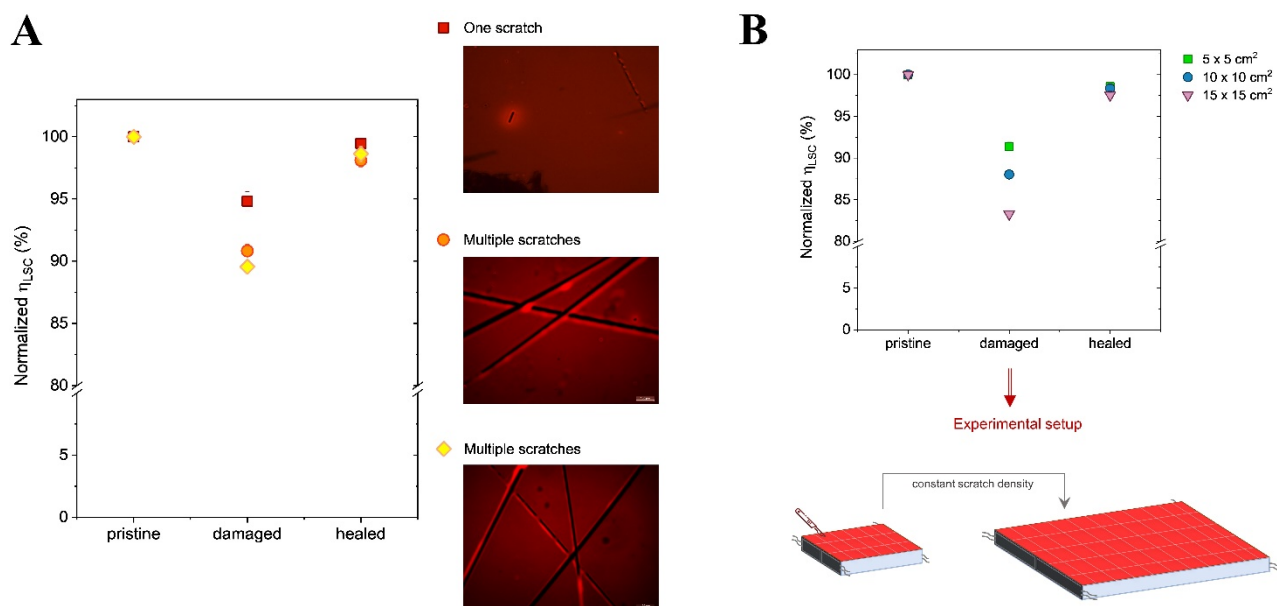 A
Normalized ηLSC (%)
100
95
90
85
80
5
0
pristine damaged healed
One scratch
Multiple scratches
Multiple scratches
B
5 x 5 cm²
10 x 10 cm²
15 x 15 cm²
Normalized ηLSC (%)
100
95
90
85
80
5
0
pristine damaged healed
Experimental setup
constant scratch density